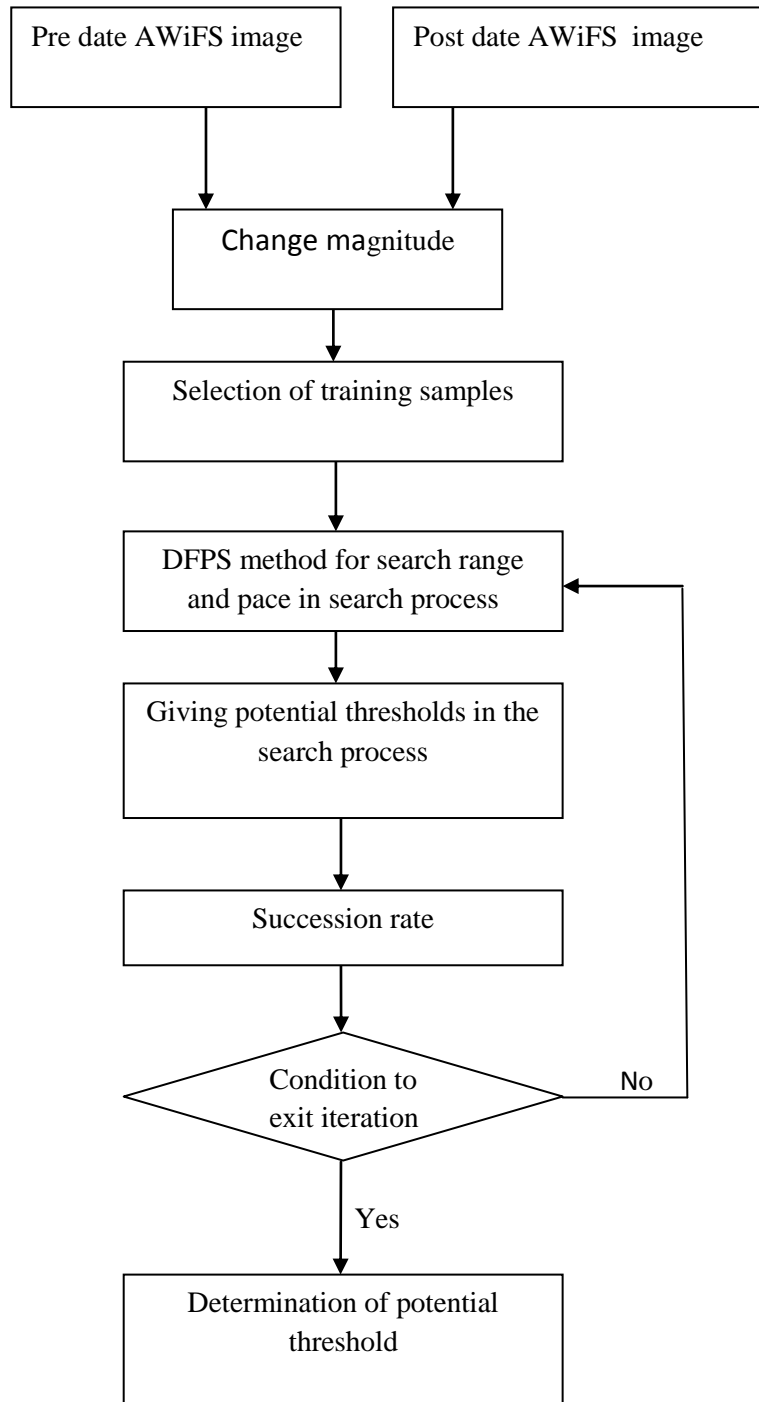 Pre date AWiFS image
Post date AWiFS image
Change magnitude
Selection of training samples
DFPS method for search range
and pace in search process
Giving potential thresholds in the
search process
Succession rate
Condition to
exit iteration
No
Yes
Determination of potential
threshold